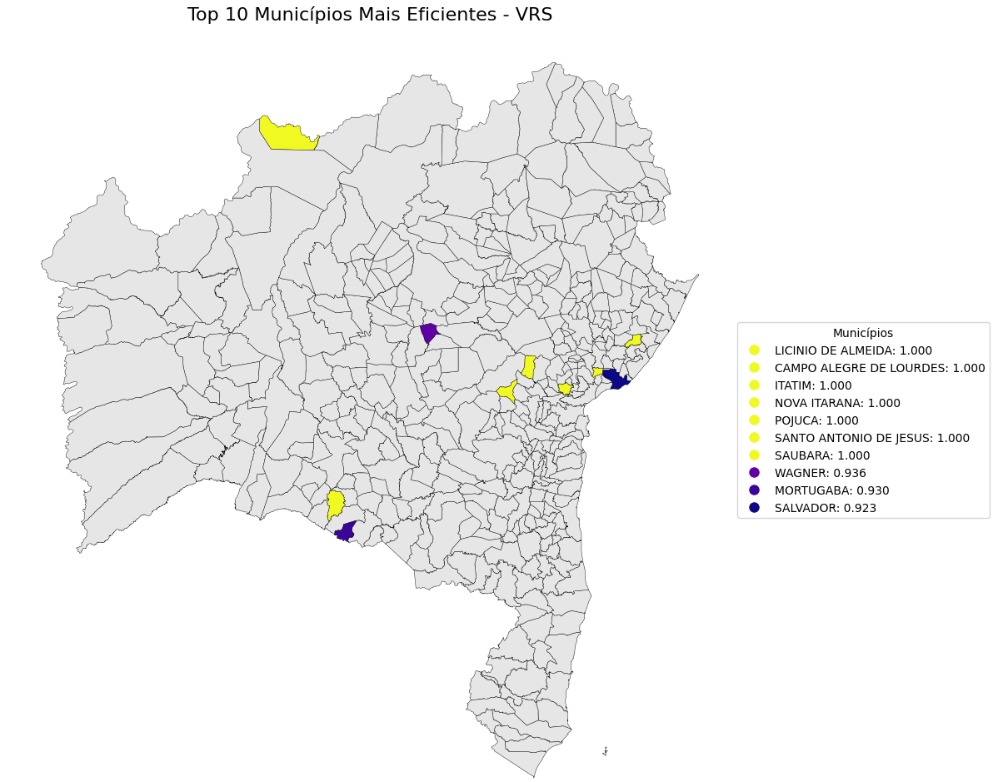 Top 10 Municípios Mais Eficientes - VRS
Municípios
LICINIO DE ALMEIDA: 1.000
CAMPO ALEGRE DE LOURDES: 1.000
ITATIM: 1.000
NOVA ITARANA: 1.000
POJUCA: 1.000
SANTO ANTONIO DE JESUS: 1.000
SAUBARA: 1.000
WAGNER: 0.936
MORTUGABA: 0.930
SALVADOR: 0.923